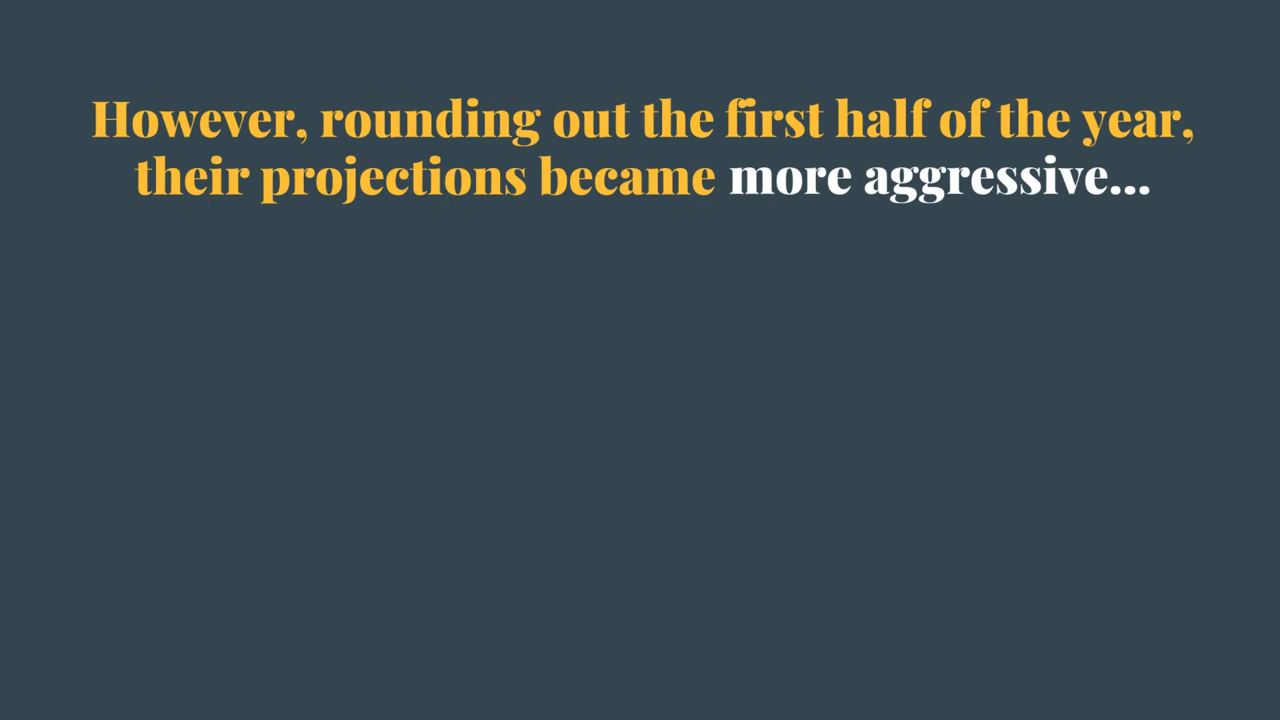 However, rounding out the first half of the year,
their projections became more aggressive...